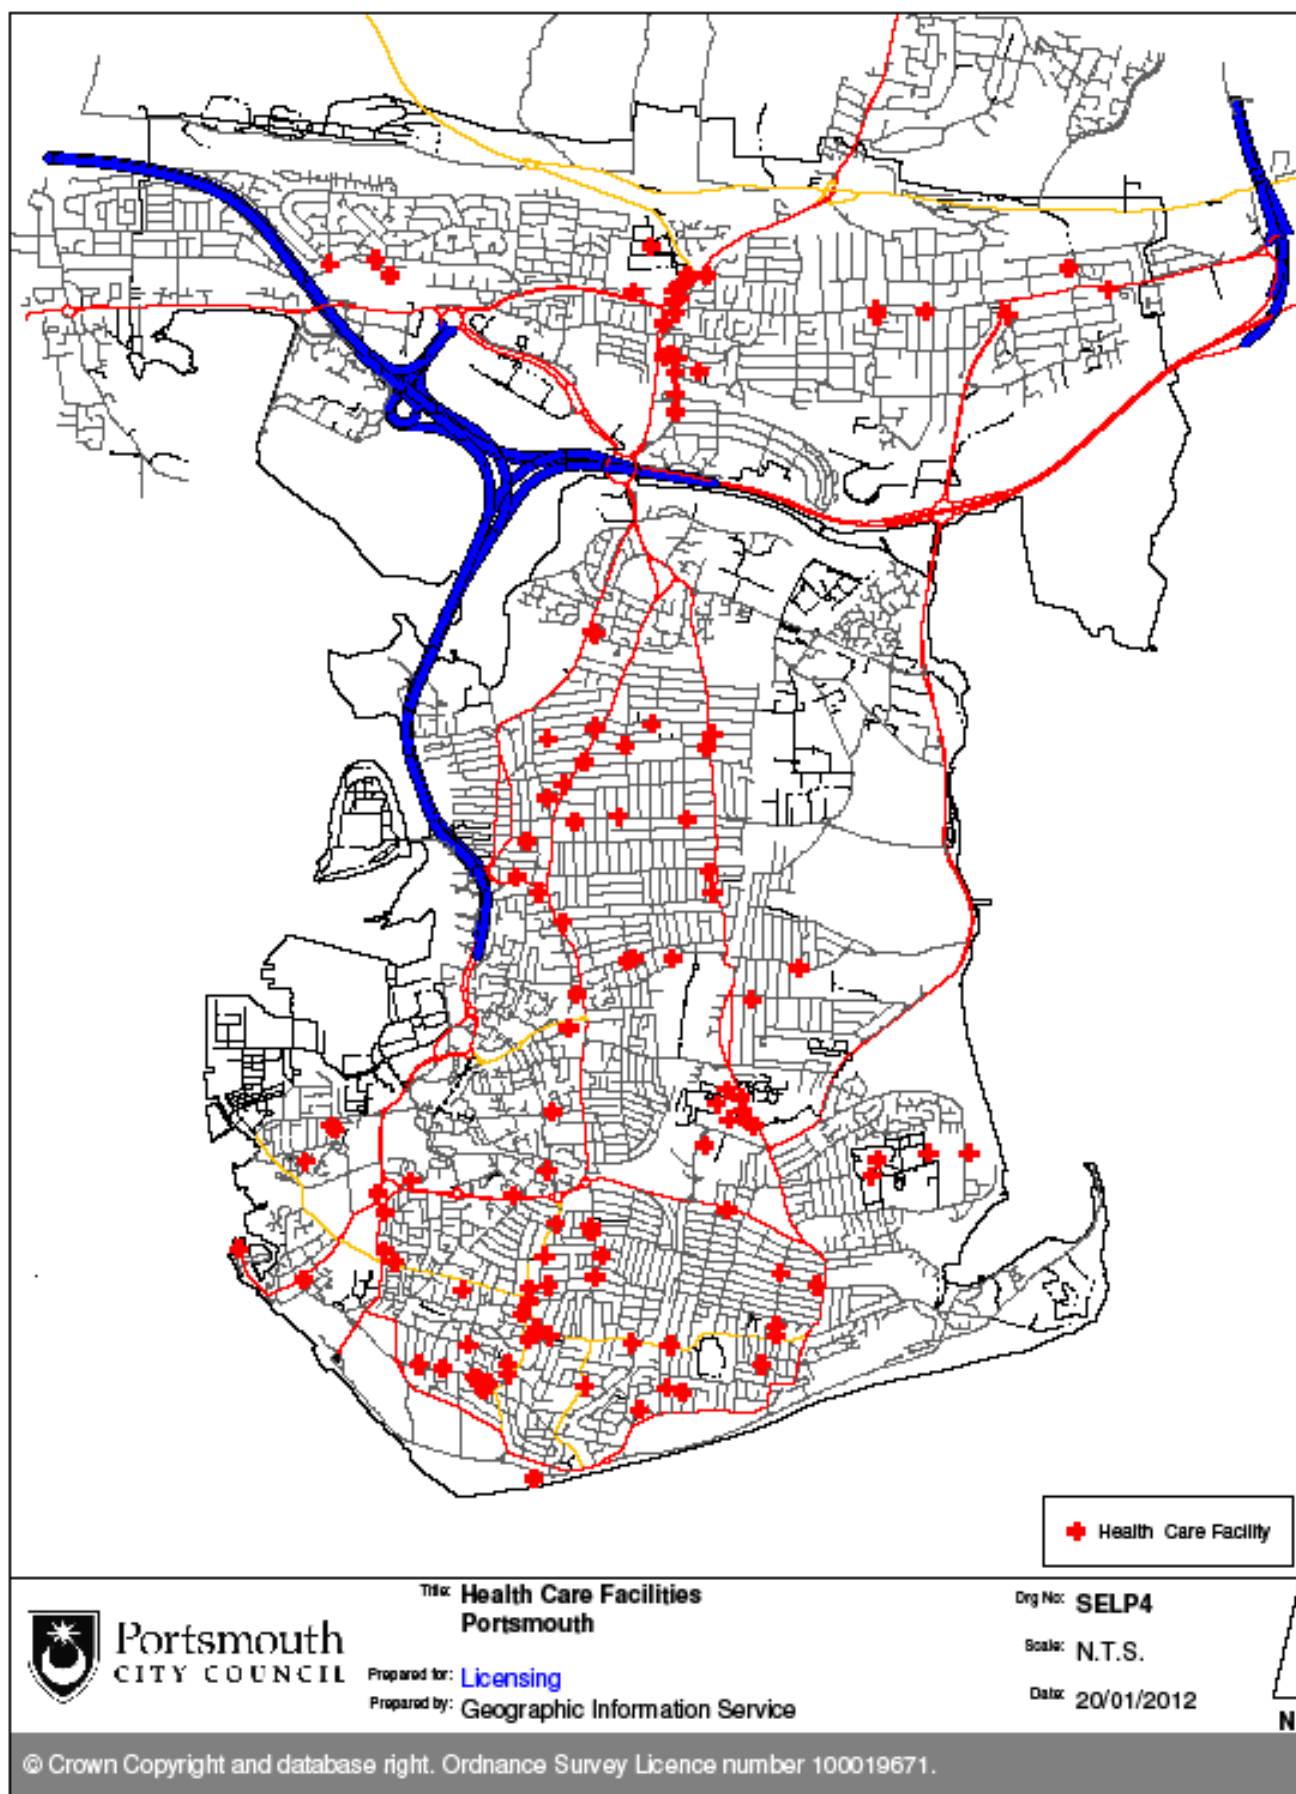 Health Care Facility
Title: Health Care Facilities
Portsmouth
Drg No: SELP4
Portsmouth
CITY COUNCIL
Scale: N.T.S.
Prepared for: Licensing
Prepared by: Geographic Information Service
Date: 20/01/2012
N
© Crown Copyright and database right. Ordnance Survey Licence number 100019671.